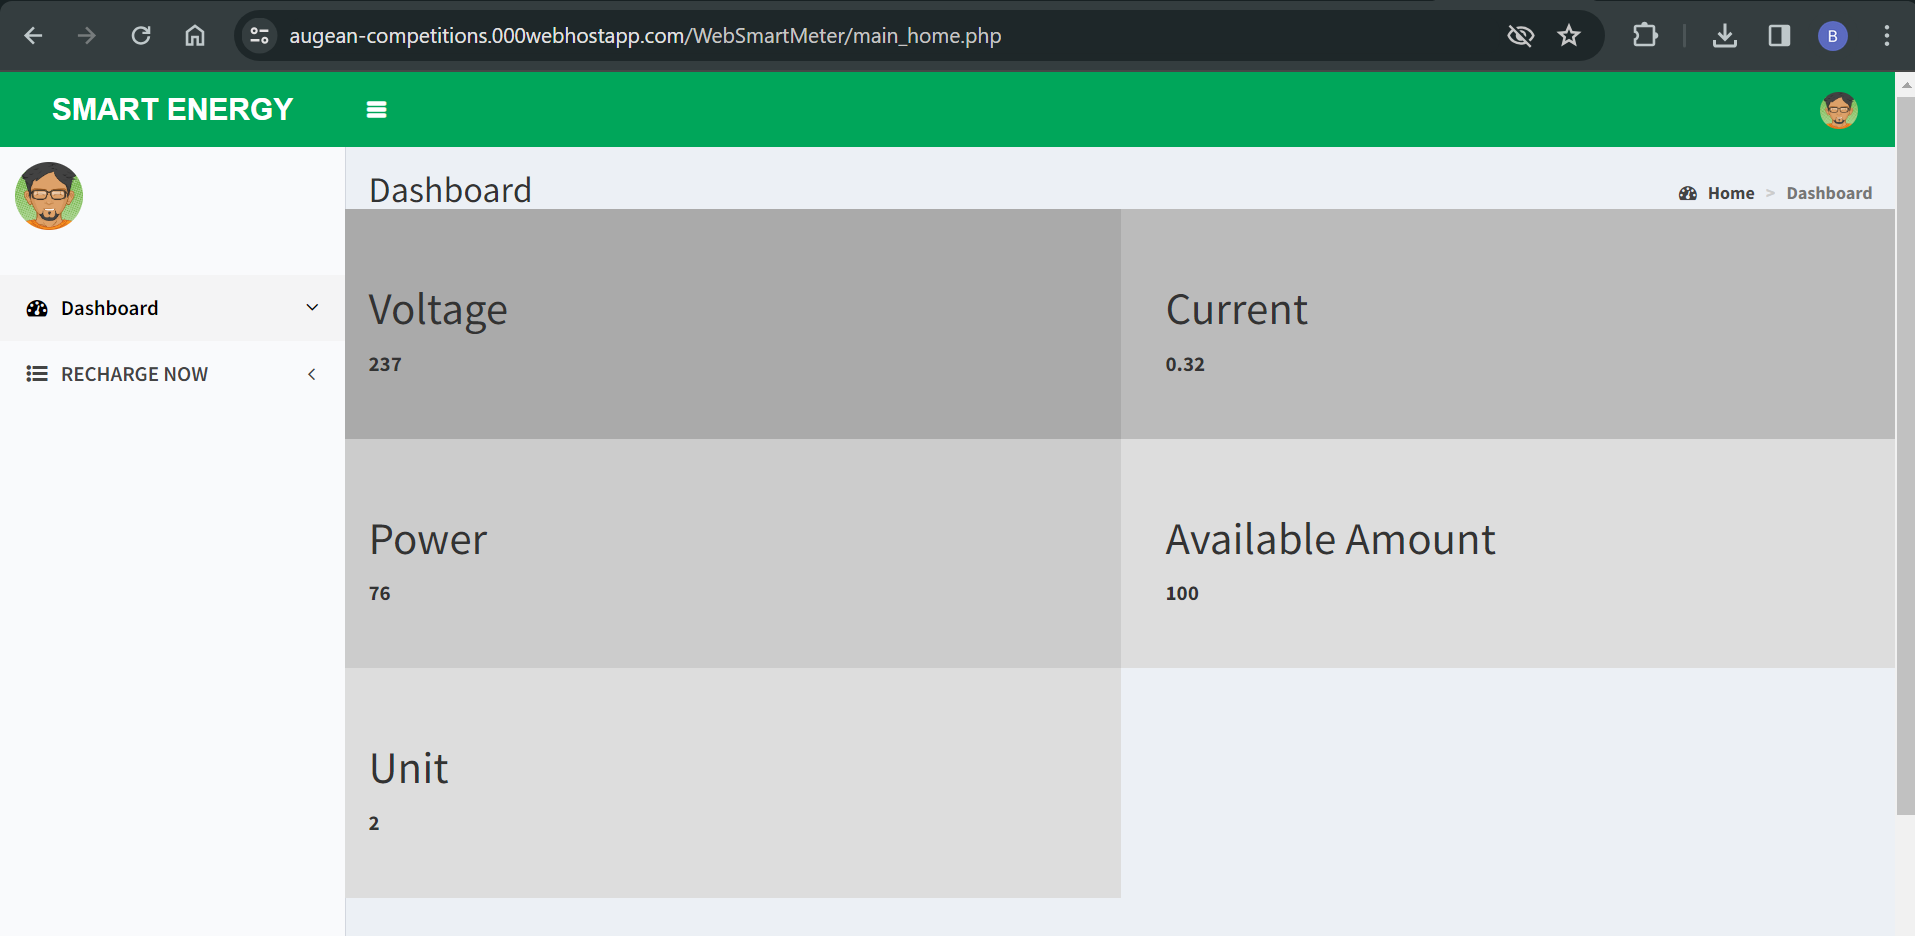 augean-competitions.000webhostapp.com/WebSmartMeter/main_home.php
B
SMART ENERGY
Dashboard
Home > Dashboard
Dashboard
RECHARGE NOW
Voltage
237
Current
0.32
Power
76
Available Amount
100
Unit
2